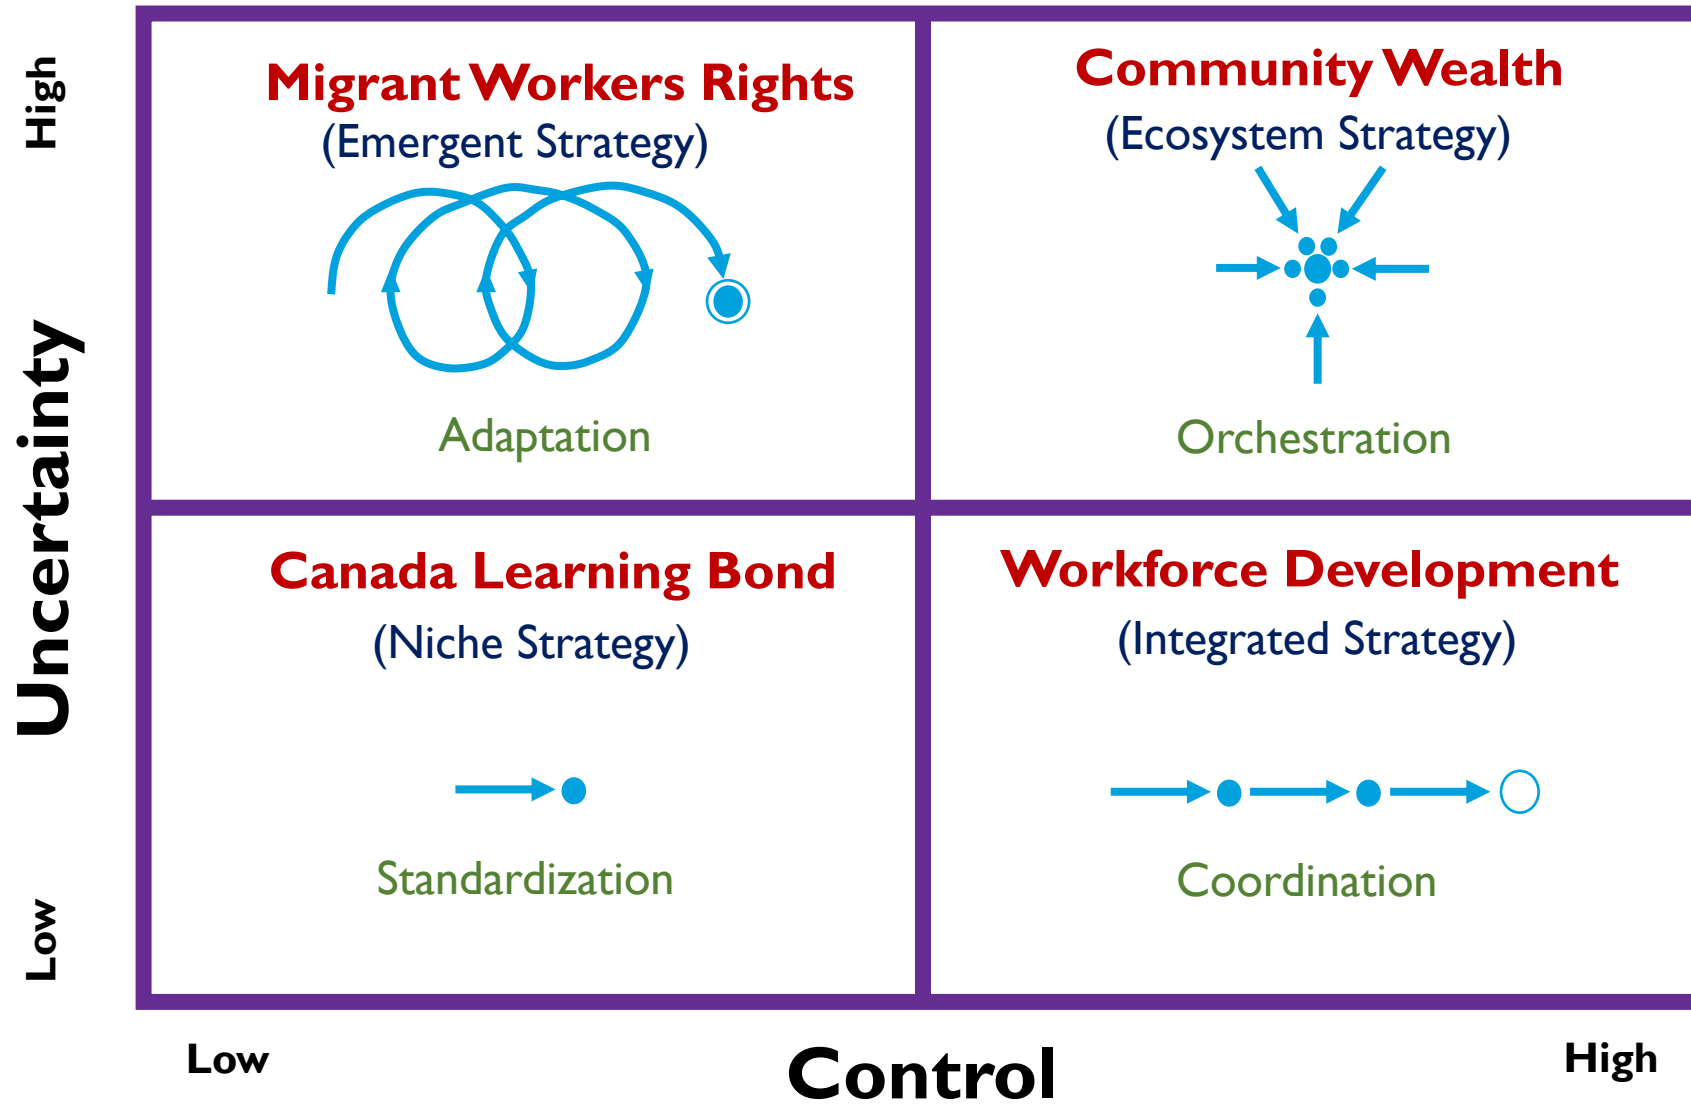 High
Migrant Workers Rights
(Emergent Strategy)
Adaptation
Community Wealth
(Ecosystem Strategy)
Orchestration
Uncertainty
Canada Learning Bond
(Niche Strategy)
Standardization
Workforce Development
(Integrated Strategy)
Coordination
Low
Low
Control
High